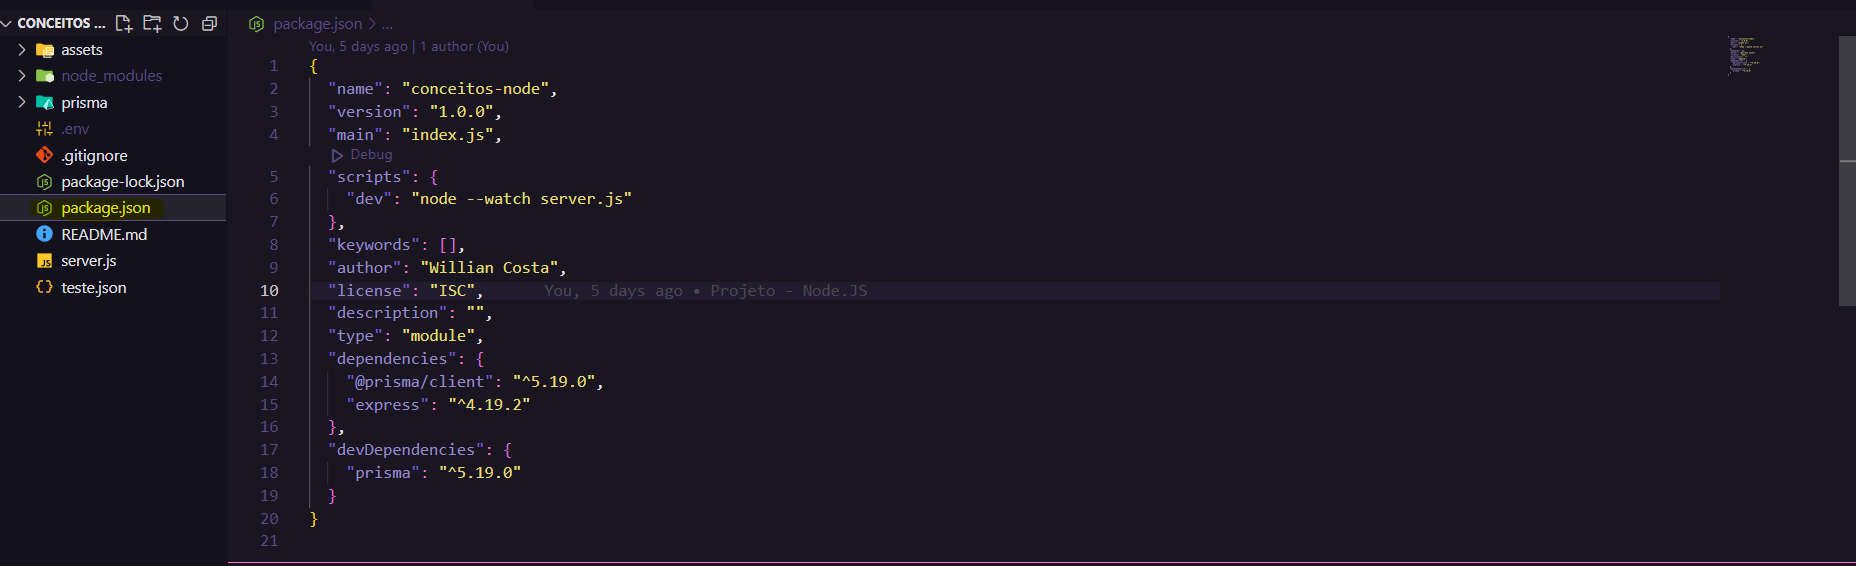 CONCEITOS ...
assets
node_modules
prisma
.env
.gitignore
package-lock.json
package.json
README.md
server.js
teste.json
package.json > ...
You, 5 days ago | 1 author (You)
1 {
2 "name": "conceitos-node",
3 "version": "1.0.0",
4 "main": "index.js",
Debug
5 "scripts": {
6 "dev": "node --watch server.js"
7 },
8 "keywords": [],
9 "author": "Willian Costa",
10 "license": "ISC", You, 5 days ago • Projeto - Node.JS
11 "description": "",
12 "type": "module",
13 "dependencies": {
14 "@prisma/client": "^5.19.0",
15 "express": "^4.19.2"
16 },
17 "devDependencies": {
18 "prisma": "^5.19.0"
19 }
20 }
21